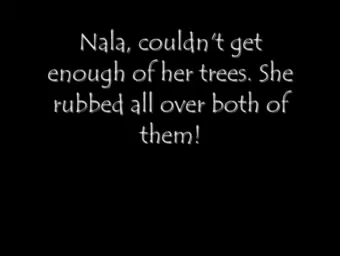 Nala, couldn't get
enough of her trees. She
rubbed all over both of
them!